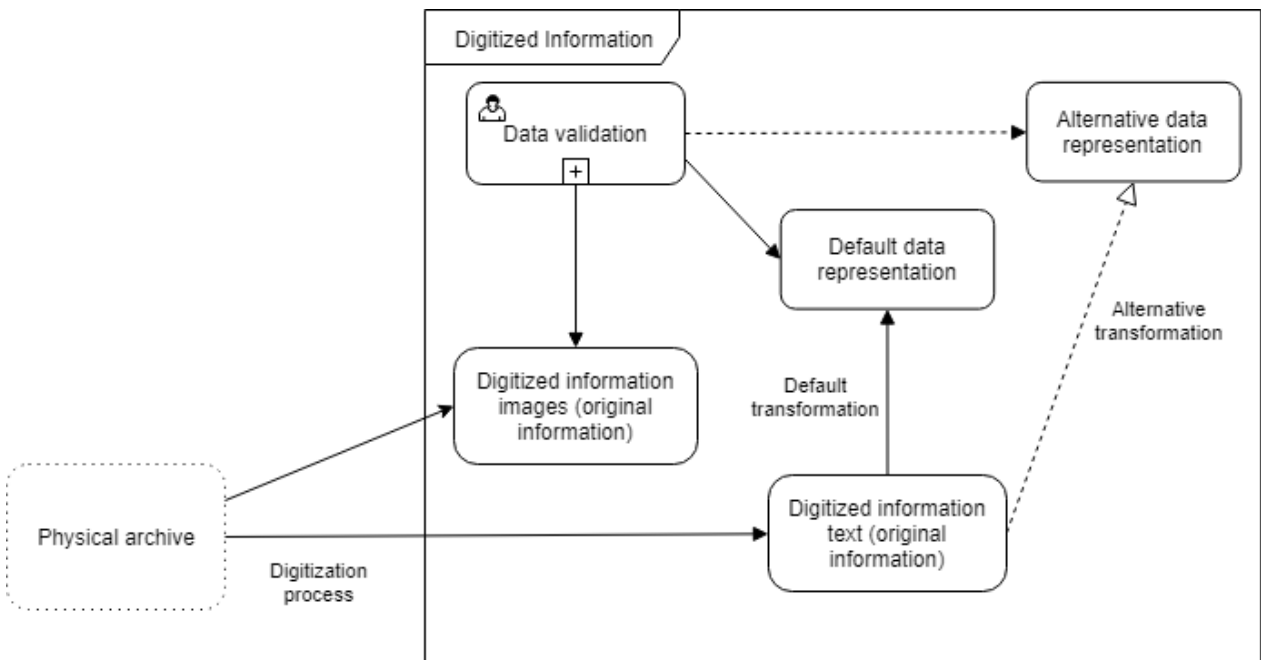 Digitized Information
Data validation
+
Alternative data
representation
Default data
representation
Alternative
transformation
Digitized information
images (original
information)
Default
transformation
Digitized information
text (original
information)
Physical archive
Digitization
process